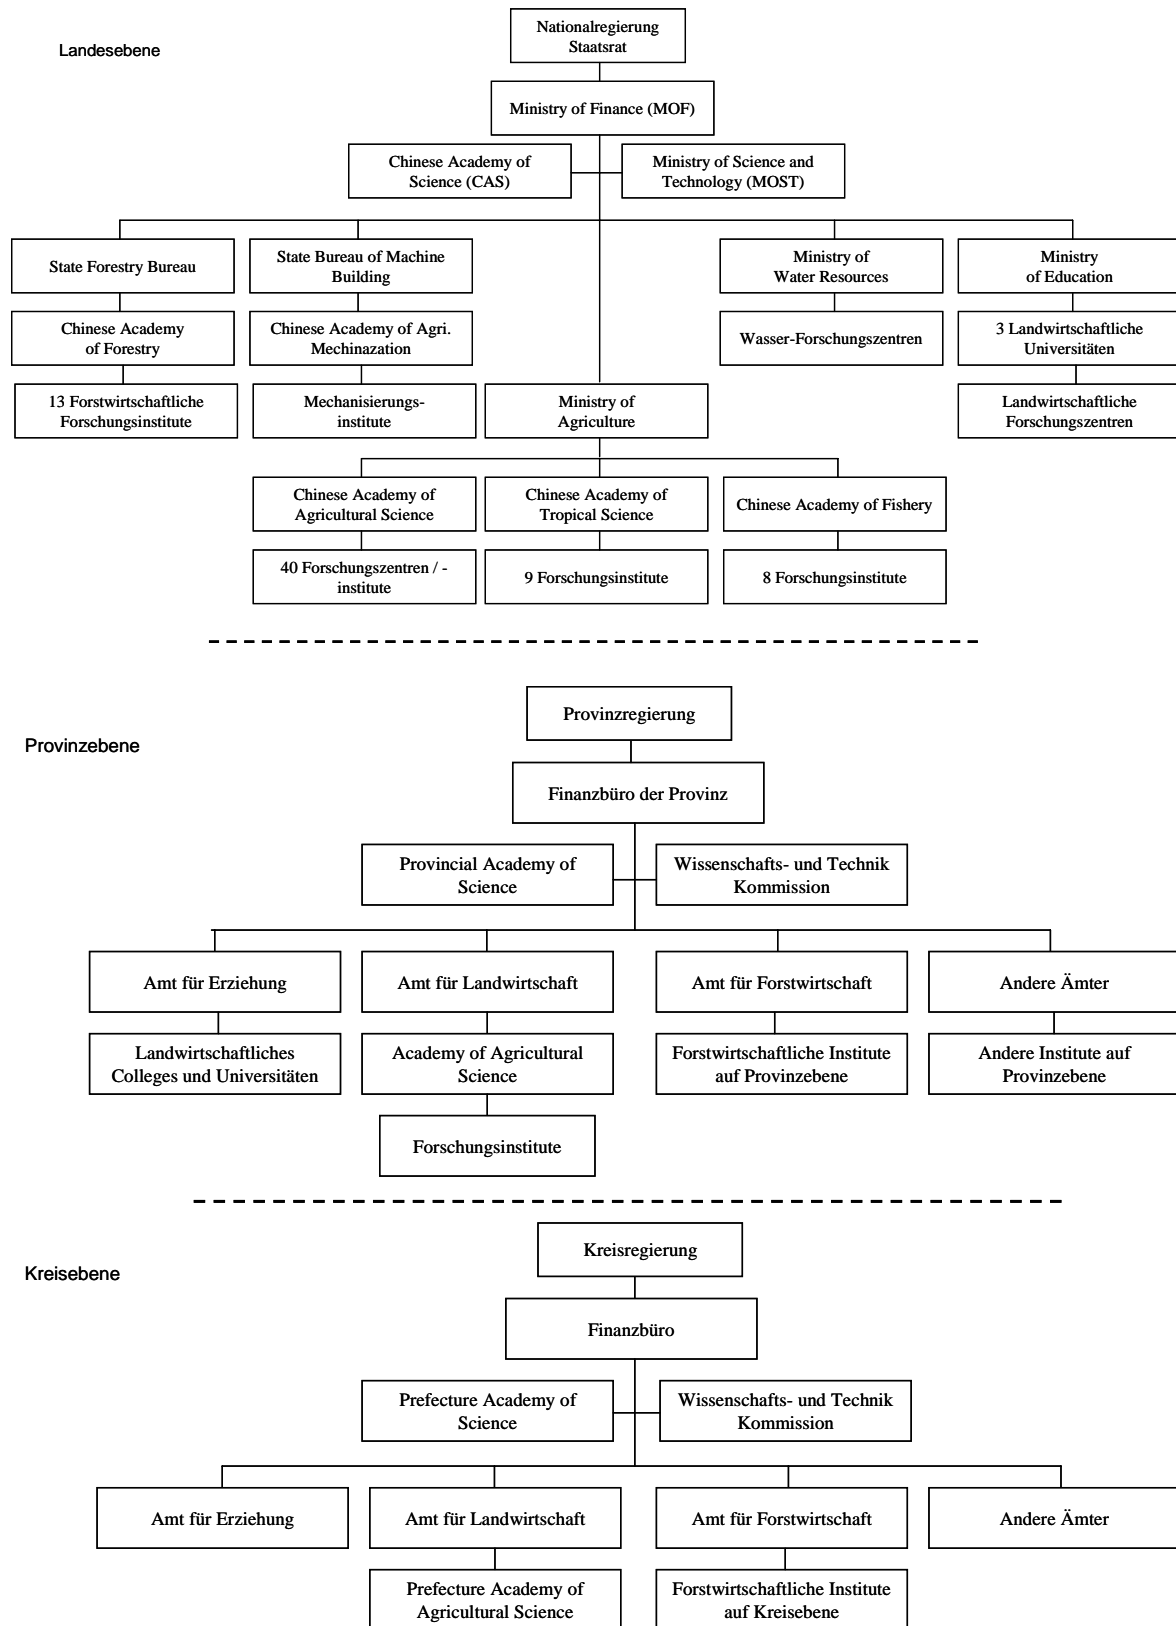 Landesebene
Nationalregierung
Staatsrat
Ministry of Finance (MOF)
Chinese Academy of
Science (CAS)
Ministry of Science and
Technology (MOST)
State Forestry Bureau
State Bureau of Machine
Building
Ministry of
Water Resources
Ministry
of Education
Chinese Academy
of Forestry
Chinese Academy of Agri.
Mechinazation
Wasser-Forschungszentren
3 Landwirtschaftliche
Universitäten
13 Forstwirtschaftliche
Forschungsinstitute
Mechanisierungs-
institute
Ministry of
Agriculture
Landwirtschaftliche
Forschungszentren
Chinese Academy of
Agricultural Science
Chinese Academy of
Tropical Science
Chinese Academy of Fishery
40 Forschungszentren / -
institute
9 Forschungsinstitute
8 Forschungsinstitute
Provinzebene
Provinzregierung
Finanzbüro der Provinz
Provincial Academy of
Science
Wissenschafts- und Technik
Kommission
Amt für Erziehung
Amt für Landwirtschaft
Amt für Forstwirtschaft
Andere Ämter
Landwirtschaftliches
Colleges und Universitäten
Academy of Agricultural
Science
Forstwirtschaftliche Institute
auf Provinzebene
Andere Institute auf
Provinzebene
Forschungsinstitute
Kreisebene
Kreisregierung
Finanzbüro
Prefecture Academy of
Science
Wissenschafts- und Technik
Kommission
Amt für Erziehung
Amt für Landwirtschaft
Amt für Forstwirtschaft
Andere Ämter
Prefecture Academy of
Agricultural Science
Forstwirtschaftliche Institute
auf Kreisebene